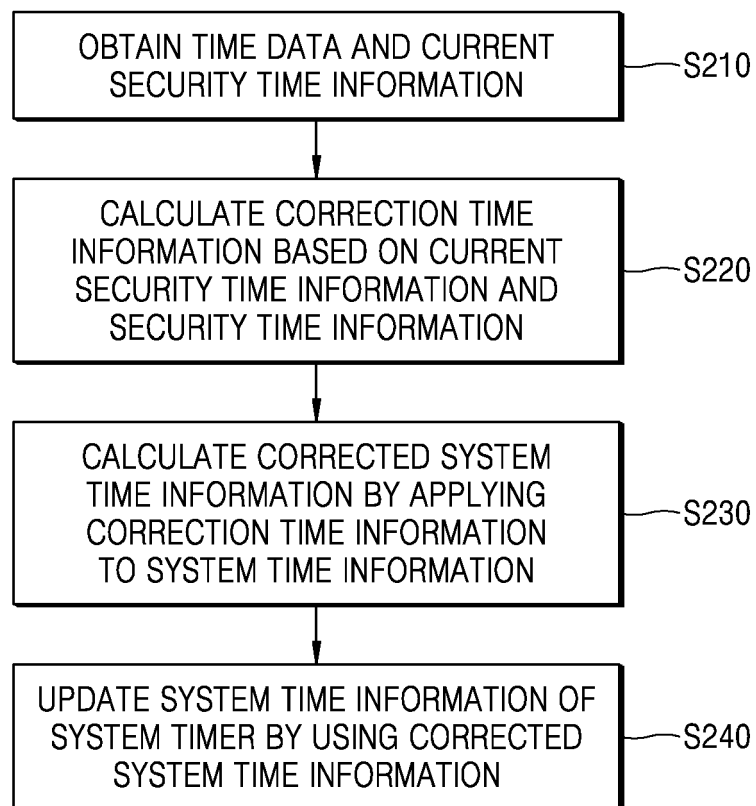 OBTAIN TIME DATA AND CURRENT
SECURITY TIME INFORMATION
S210
CALCULATE CORRECTION TIME
INFORMATION BASED ON CURRENT
SECURITY TIME INFORMATION AND
SECURITY TIME INFORMATION
S220
CALCULATE CORRECTED SYSTEM
TIME INFORMATION BY APPLYING
CORRECTION TIME INFORMATION
TO SYSTEM TIME INFORMATION
S230
UPDATE SYSTEM TIME INFORMATION OF
SYSTEM TIMER BY USING CORRECTED
SYSTEM TIME INFORMATION
S240